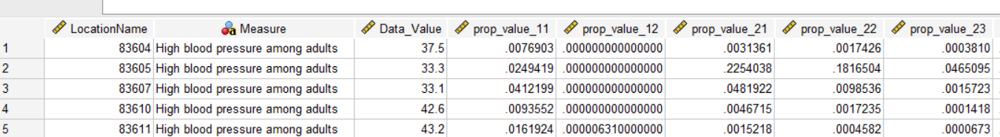 LocationName Measure Data_Value prop_value_11 prop_value_12 prop_value_21 prop_value_22 prop_value_23
1 83604 High blood pressure among adults 37.5 .0076903 .000000000000000 .0031361 .0017426 .0003810
2 83605 High blood pressure among adults 33.3 .0249419 .000000000000000 .2254038 .1816504 .0465095
3 83607 High blood pressure among adults 33.1 .0412199 .000000000000000 .0481922 .0098536 .0015723
4 83610 High blood pressure among adults 42.6 .0093552 .000000000000000 .0046715 .0017235 .0001418
5 83611 High blood pressure among adults 43.2 .0161924 .000006310000000 .0015218 .0004582 .0000673